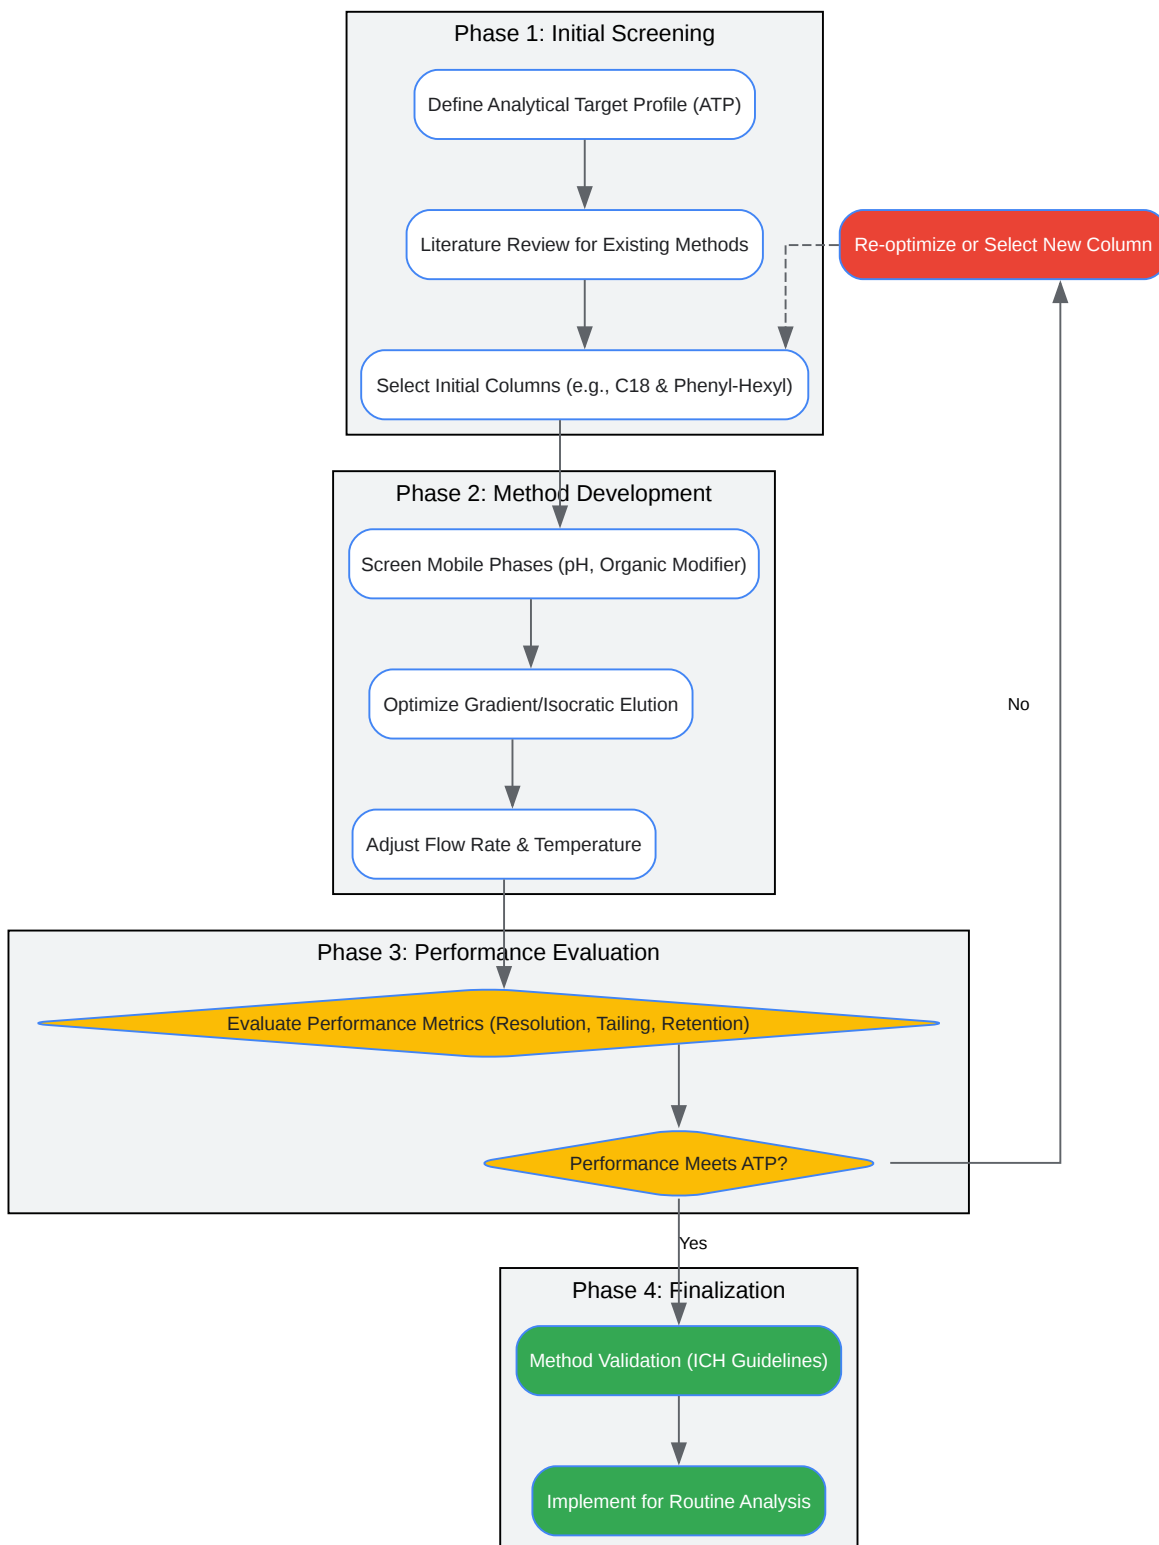 Phase 1: Initial Screening
Define Analytical Target Profile (ATP)
Literature Review for Existing Methods
Re-optimize or Select New Column
Select Initial Columns (e.g., C18 & Phenyl-Hexyl)
Phase 2: Method Development
Screen Mobile Phases (pH, Organic Modifier)
Optimize Gradient/Isocratic Elution
No
Adjust Flow Rate & Temperature
Phase 3: Performance Evaluation
Evaluate Performance Metrics (Resolution, Tailing, Retention)
Performance Meets ATP?
Yes
Phase 4: Finalization
Method Validation (ICH Guidelines)
Implement for Routine Analysis